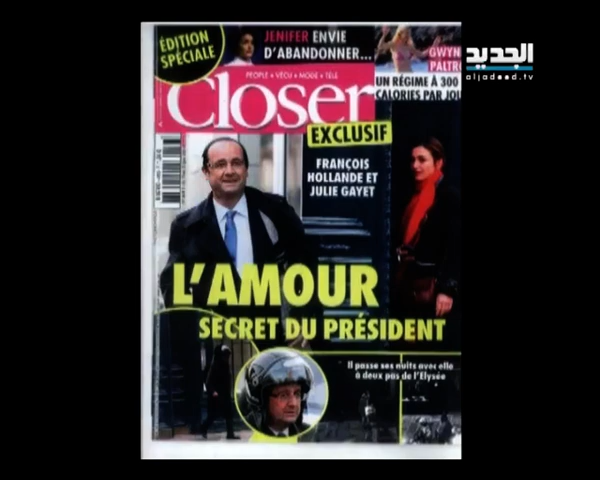 ÉDITION
SPÉCIALE
JENIFER ENVIE
D'ABANDONNER...
GWYN
PALTRO
UN RÉGIME À 300
CALORIES PAR JOU
الجديد
aljadeed.tv
PEOPLE • VÉCU • MODE • TÉLÉ
Closer
EXCLUSIF
FRANÇOIS
HOLLANDE ET
JULIE GAYET
L'AMOUR
SECRET DU PRÉSIDENT
Il passe ses nuits avec elle
à deux pas de l'Elysée